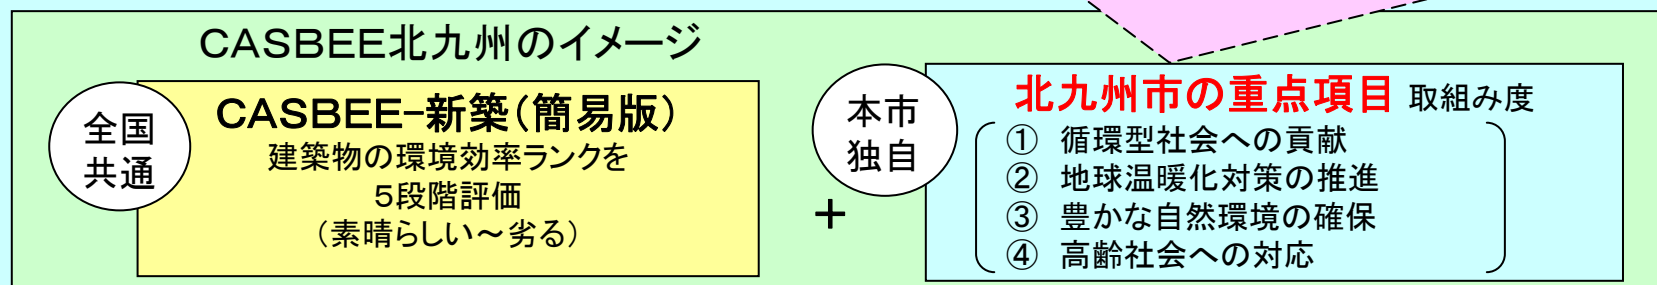 CASBEE北九州のイメージ
全国
共通
CASBEE-新築(簡易版)
建築物の環境効率ランクを
5段階評価
(素晴らしい~劣る)
+
本市
独自
北九州市の重点項目 取組み度
① 循環型社会への貢献
② 地球温暖化対策の推進
③ 豊かな自然環境の確保
④ 高齢社会への対応